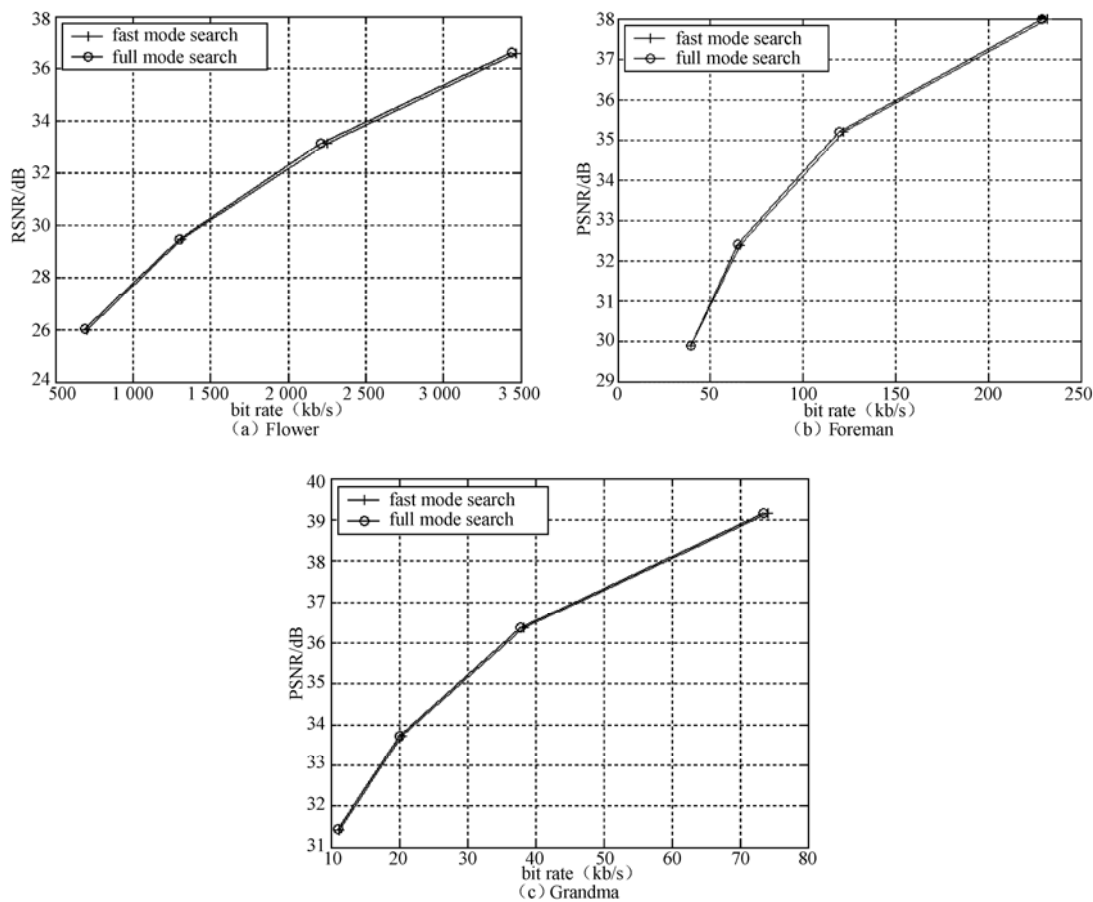 38
36
33
30
28
26
24
RSNR/dB
fast mode search
full mode search
500 1 000 1 500 2 000 2 500 3 000 3 500
bit rate（kb/s）
（a）Flower
38
37
36
35
34
33
32
31
30
29
PSNR/dB
fast mode search
full mode search
0 50 100 150 200 250
bit rate（kb/s）
（b）Foreman
40
39
38
37
36
35
34
33
32
31
PSNR/dB
fast mode search
full mode search
10 20 30 40 50 60 70 80
bit rate（kb/s）
（c）Grandma